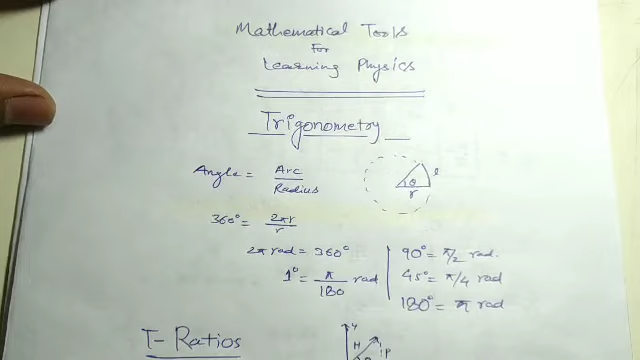 Mathematical Tools
For
Learning Physics
Trigonometry
Angle = Arc / Radius
θ
l
r
360° = 2πr / r
2π rad = 360°
1° = π / 180 rad
90° = π/2 rad.
45° = π/4 rad
180° = π rad
T-Ratios
y
H
P